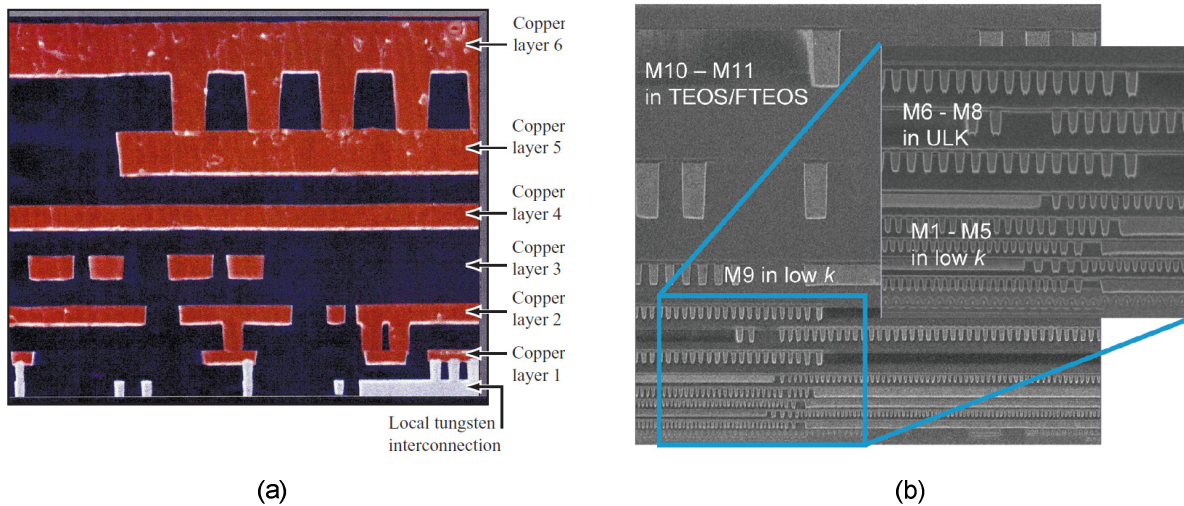 Copper
layer 6
Copper
layer 5
Copper
layer 4
Copper
layer 3
Copper
layer 2
Copper
layer 1
Local tungsten
interconnection
(a)
M10 – M11
in TEOS/FTEOS
M6 - M8
in ULK
M1 - M5
in low k
M9 in low k
(b)